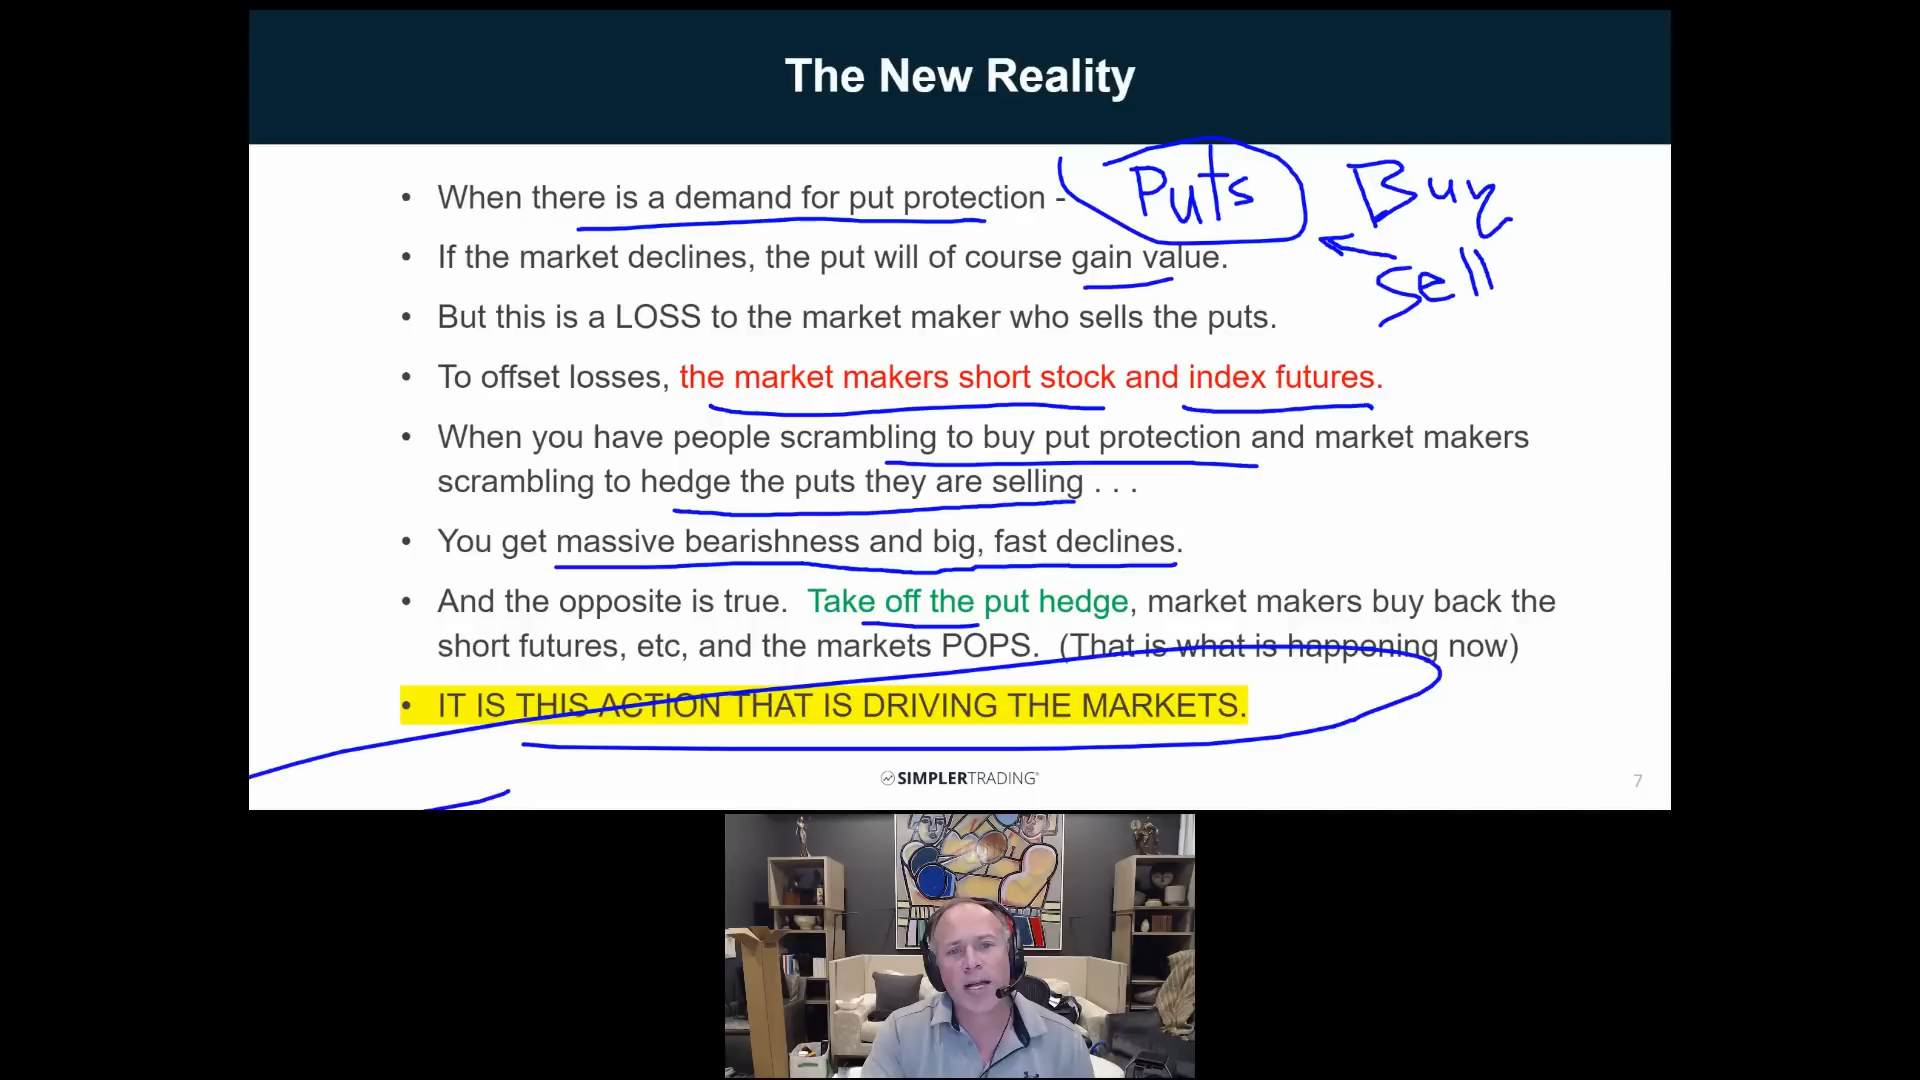 The New Reality
• When there is a demand for put protection -
Puts
Buy
Sell
• If the market declines, the put will of course gain value.
• But this is a LOSS to the market maker who sells the puts.
• To offset losses, the market makers short stock and index futures.
• When you have people scrambling to buy put protection and market makers
scrambling to hedge the puts they are selling . . .
• You get massive bearishness and big, fast declines.
• And the opposite is true. Take off the put hedge, market makers buy back the
short futures, etc, and the markets POPS. (That is what is happening now)
• IT IS THIS ACTION THAT IS DRIVING THE MARKETS.
SIMPLERTRADING®
7